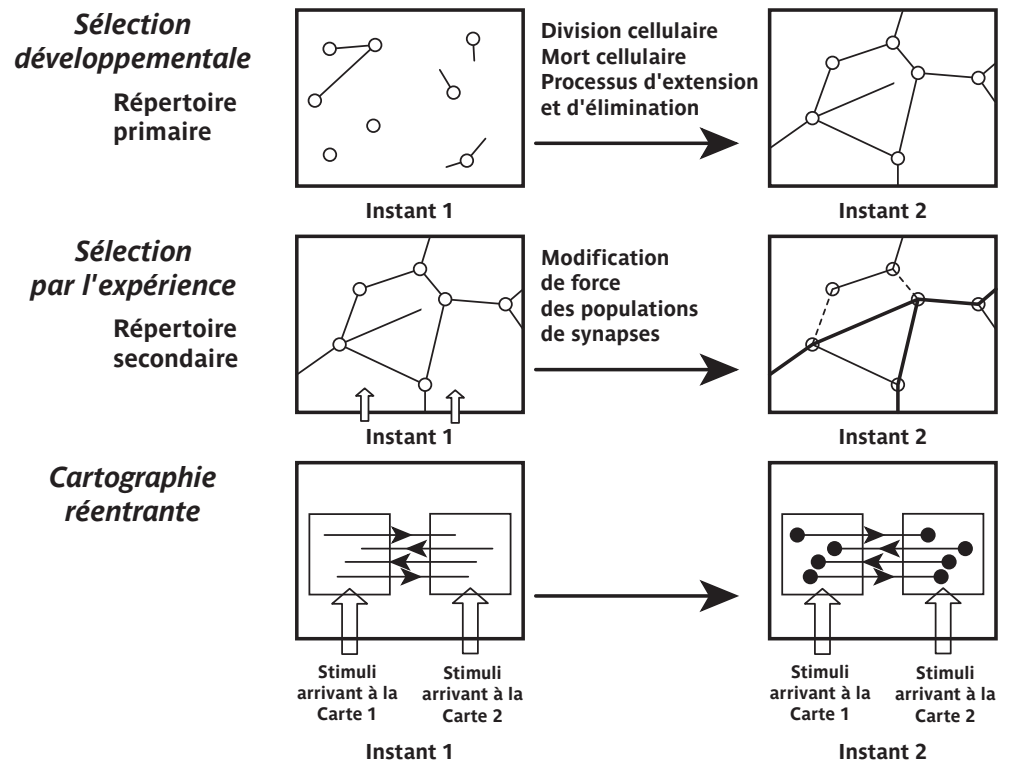 Sélection
développementale
Répertoire
primaire
Division cellulaire
Mort cellulaire
Processus d'extension
et d'élimination
Instant 1
Instant 2
Sélection
par l'expérience
Répertoire
secondaire
Modification
de force
des populations
de synapses
Instant 1
Instant 2
Cartographie
réentrante
Stimuli
arrivant à la
Carte 1
Stimuli
arrivant à la
Carte 2
Stimuli
arrivant à la
Carte 1
Stimuli
arrivant à la
Carte 2
Instant 1
Instant 2